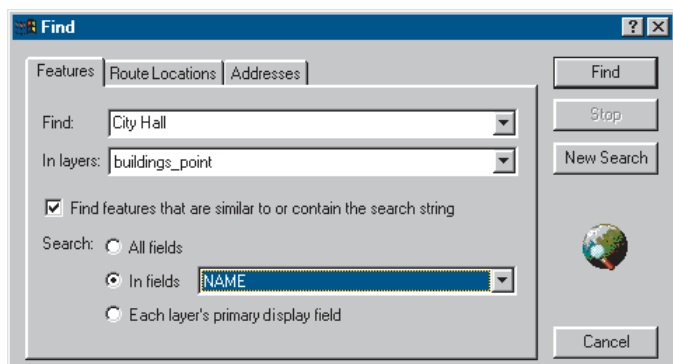 Find
Features Route Locations Addresses
Find: City Hall
In layers: buildings_point
Find features that are similar to or contain the search string
Search: All fields
In fields NAME
Each layer's primary display field
Find
Stop
New Search
Cancel